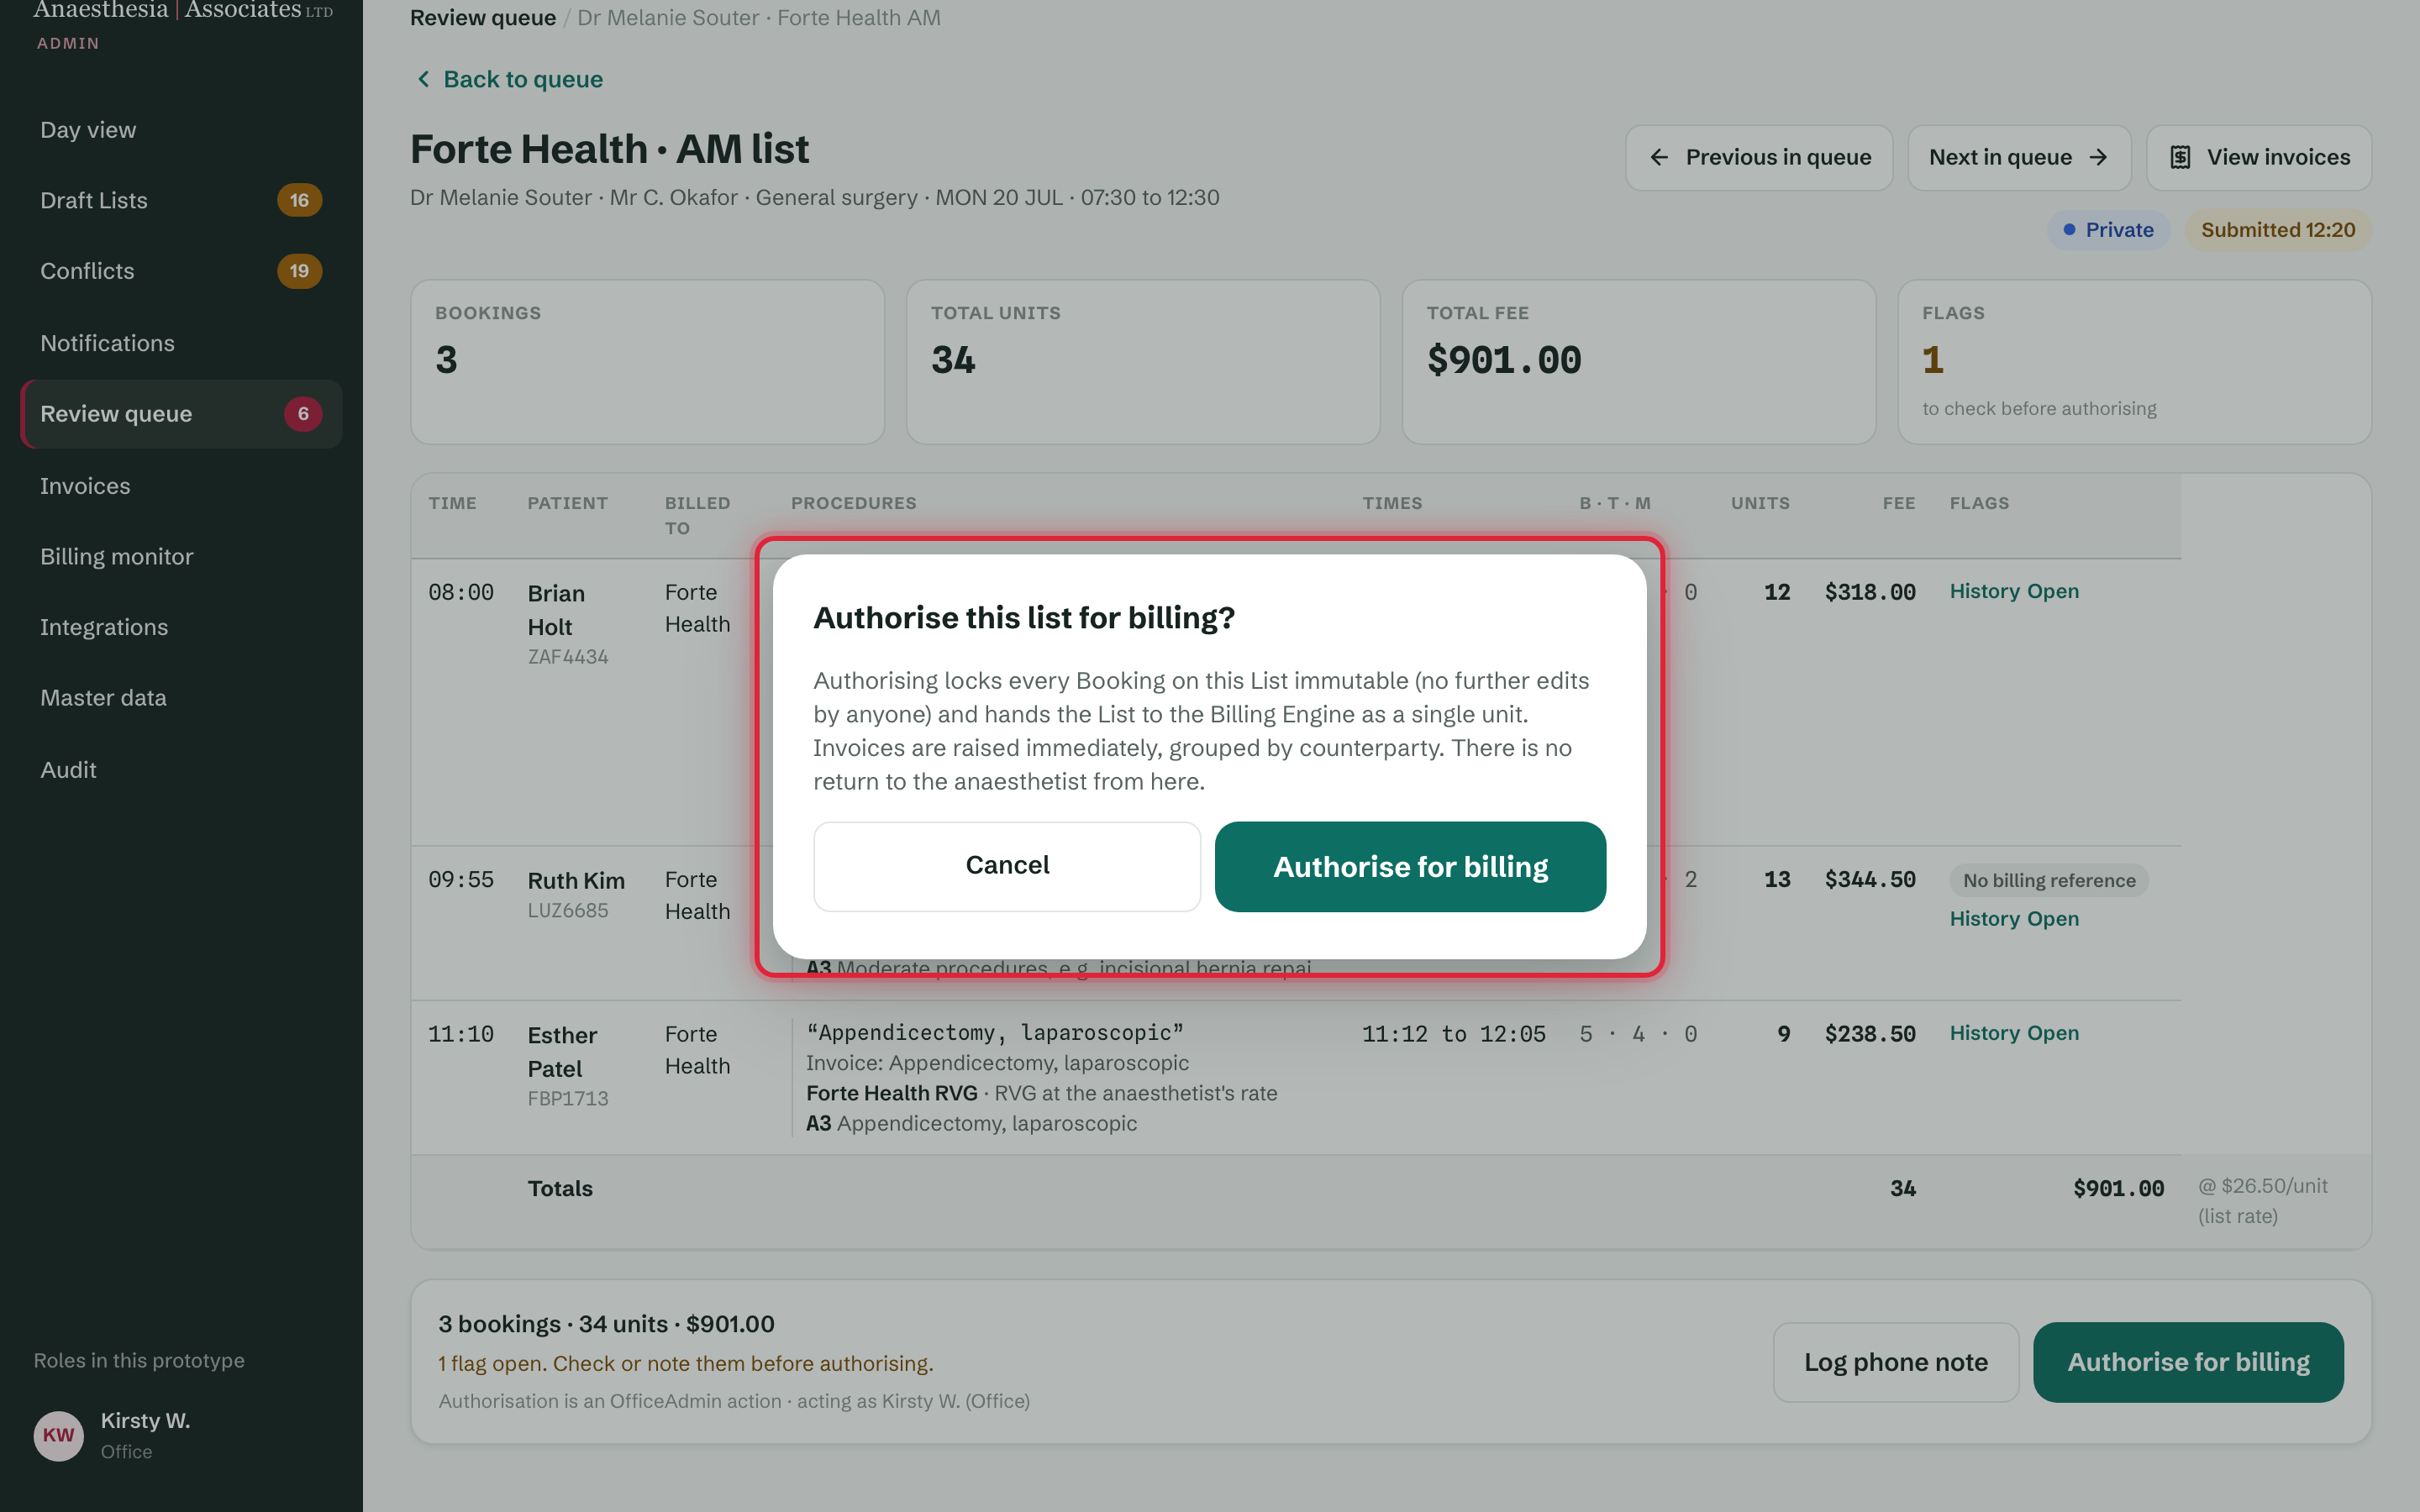 Anaesthesia | Associates LTD
ADMIN
Day view
Draft Lists 16
Conflicts 19
Notifications
Review queue 6
Invoices
Billing monitor
Integrations
Master data
Audit
Roles in this prototype
KW
Kirsty W.
Office
Review queue / Dr Melanie Souter · Forte Health AM
Back to queue
Forte Health · AM list
Dr Melanie Souter · Mr C. Okafor · General surgery · MON 20 JUL · 07:30 to 12:30
Previous in queue
Next in queue
View invoices
Private
Submitted 12:20
BOOKINGS
3
TOTAL UNITS
34
TOTAL FEE
$901.00
FLAGS
1
to check before authorising
TIME PATIENT BILLED TO PROCEDURES TIMES B · T · M UNITS FEE FLAGS
08:00
Brian Holt
ZAF4434
Forte Health
· 0
12
$318.00
History Open
09:55
Ruth Kim
LUZ6685
Forte Health
A3 Moderate procedures, e.g. incisional hernia repai
· 2
13
$344.50
No billing reference
History Open
11:10
Esther Patel
FBP1713
Forte Health
“Appendicectomy, laparoscopic”
Invoice: Appendicectomy, laparoscopic
Forte Health RVG · RVG at the anaesthetist's rate
A3 Appendicectomy, laparoscopic
11:12 to 12:05
5 · 4 · 0
9
$238.50
History Open
Totals 34 $901.00 @ $26.50/unit
(list rate)
Authorise this list for billing?
Authorising locks every Booking on this List immutable (no further edits
by anyone) and hands the List to the Billing Engine as a single unit.
Invoices are raised immediately, grouped by counterparty. There is no
return to the anaesthetist from here.
Cancel
Authorise for billing
3 bookings · 34 units · $901.00
1 flag open. Check or note them before authorising.
Authorisation is an OfficeAdmin action · acting as Kirsty W. (Office)
Log phone note
Authorise for billing